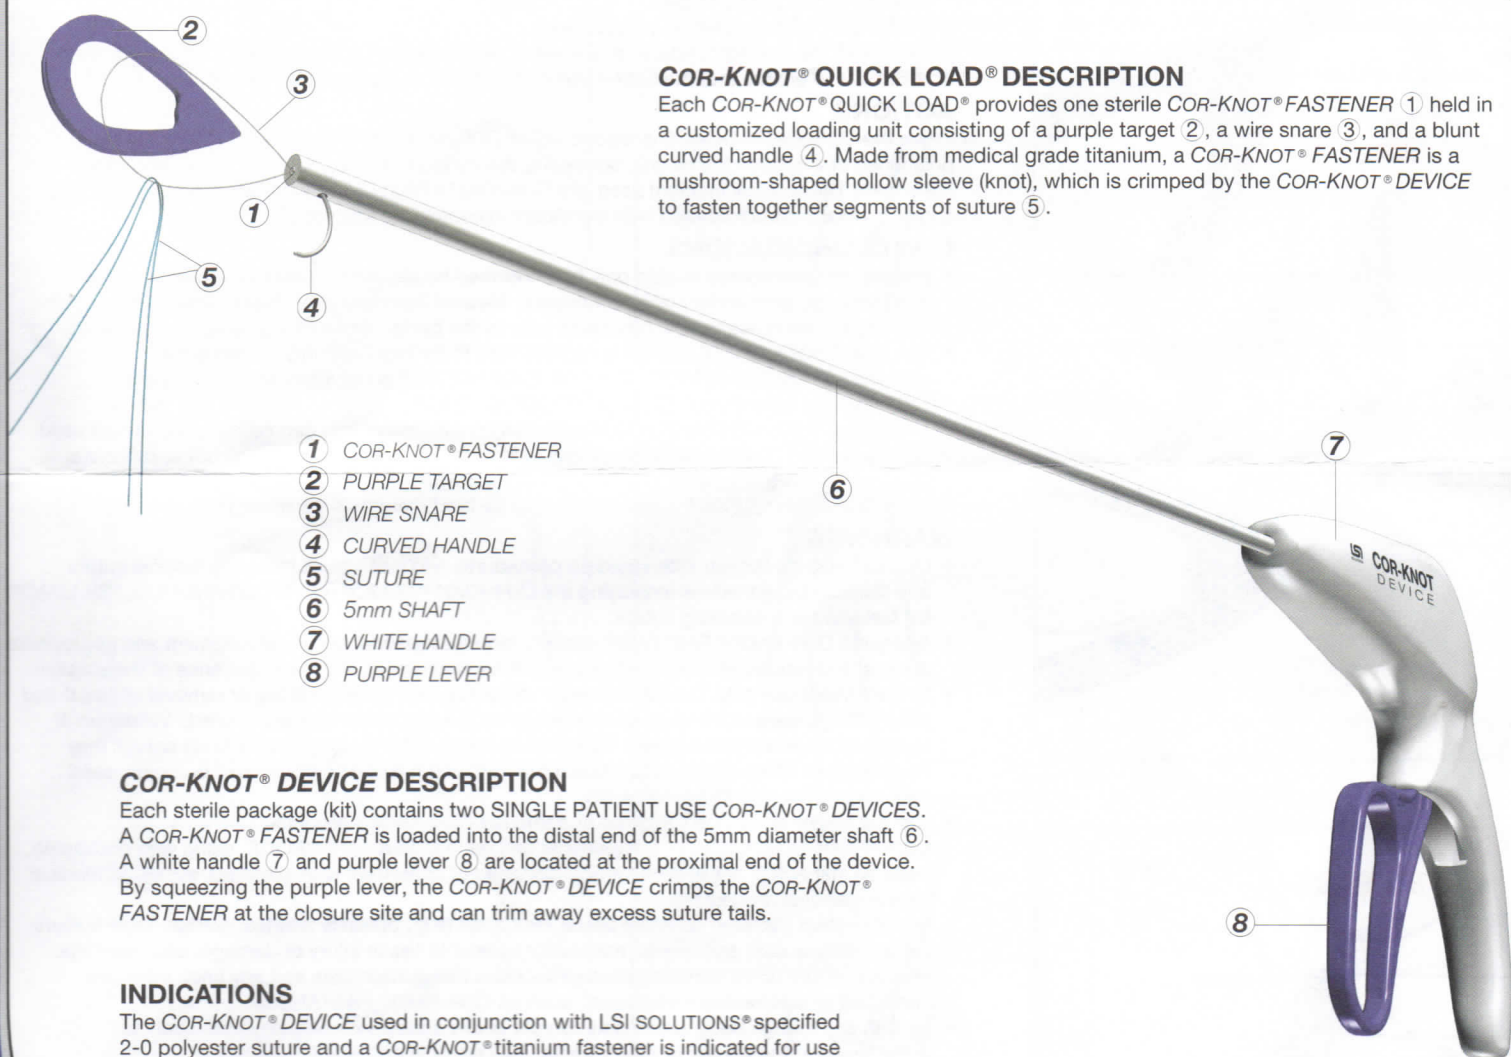 2
3
1
5
4
COR-KNOT® QUICK LOAD® DESCRIPTION
Each COR-KNOT® QUICK LOAD® provides one sterile COR-KNOT® FASTENER ① held in
a customized loading unit consisting of a purple target ②, a wire snare ③, and a blunt
curved handle ④. Made from medical grade titanium, a COR-KNOT® FASTENER is a
mushroom-shaped hollow sleeve (knot), which is crimped by the COR-KNOT® DEVICE
to fasten together segments of suture ⑤.
1 COR-KNOT® FASTENER
2 PURPLE TARGET
3 WIRE SNARE
4 CURVED HANDLE
5 SUTURE
6 5mm SHAFT
7 WHITE HANDLE
8 PURPLE LEVER
6
7
LSI COR-KNOT
DEVICE
8
COR-KNOT® DEVICE DESCRIPTION
Each sterile package (kit) contains two SINGLE PATIENT USE COR-KNOT® DEVICES.
A COR-KNOT® FASTENER is loaded into the distal end of the 5mm diameter shaft ⑥.
A white handle ⑦ and purple lever ⑧ are located at the proximal end of the device.
By squeezing the purple lever, the COR-KNOT® DEVICE crimps the COR-KNOT®
FASTENER at the closure site and can trim away excess suture tails.
INDICATIONS
The COR-KNOT® DEVICE used in conjunction with LSI SOLUTIONS® specified
2-0 polyester suture and a COR-KNOT® titanium fastener is indicated for use